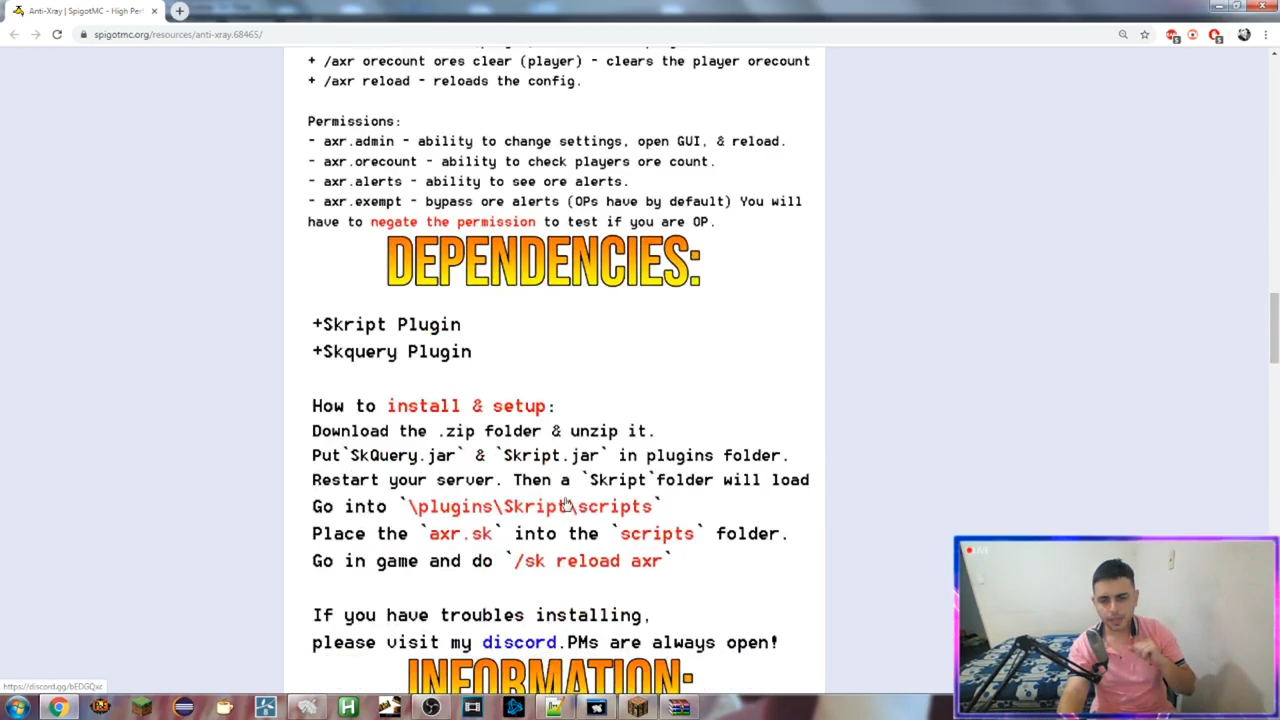 Anti-Xray | SpigotMC - High Per
spigotmc.org/resources/anti-xray.68465/
+ /axr orecount ores clear (player) - clears the player orecount
+ /axr reload - reloads the config.
Permissions:
- axr.admin - ability to change settings, open GUI, & reload.
- axr.orecount - ability to check players ore count.
- axr.alerts - ability to see ore alerts.
- axr.exempt - bypass ore alerts (OPs have by default) You will
have to negate the permission to test if you are OP.
DEPENDENCIES:
+Skript Plugin
+Skquery Plugin
How to install & setup:
Download the .zip folder & unzip it.
Put`SkQuery.jar` & `Skript.jar` in plugins folder.
Restart your server. Then a `Skript`folder will load
Go into `\plugins\Skript\scripts`
Place the `axr.sk` into the `scripts` folder.
Go in game and do `/sk reload axr`
If you have troubles installing,
please visit my discord.PMs are always open!
INFORMATION:
https://discord.gg/bEDGQxc
LIVE